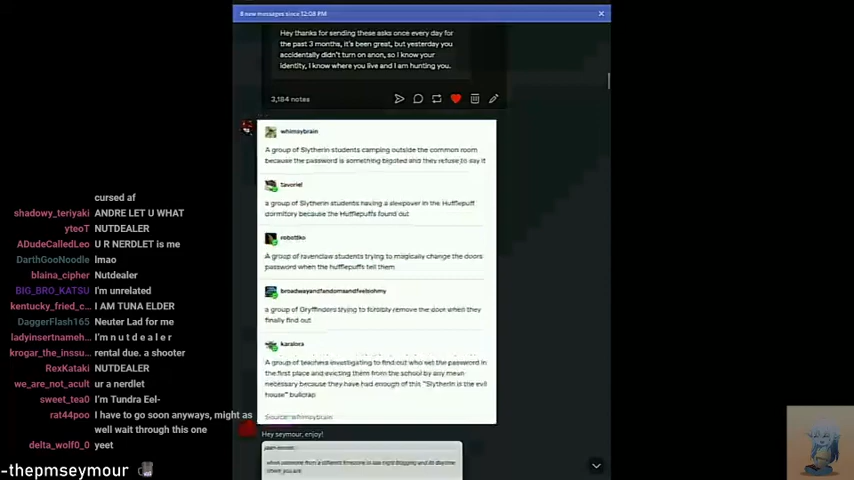 8 new messages since 12:08 PM
Hey thanks for sending these asks once every day for
the past 3 months, it's been great, but yesterday you
accidentally didn't turn on anon, so I know your
identity, I know where you live and I am hunting you.
3,184 notes
whimsybrain
A group of Slytherin students camping outside the common room
because the password is something bigoted and they refuse to say it
a group of Slytherin students having a sleepover in the Hufflepuff
dormitory because the Hufflepuffs found out
A group of ravenclaw students trying to magically change the doors
password when the hufflepuffs tell them
broadwayandfandomsandfeelsohmy
a group of Gryffindors trying to forcibly remove the door when they
finally find out
karalora
A group of teachers investigating to find out who set the password in
the first place and evicting them from the school by any mean
necessary because they have had enough of this "Slytherin is the evil
house" bullcrap
Source: whimsybrain
Hey seymour, enjoy!
cursed af
shadowy_teriyaki ANDRE LET U WHAT
yteoT NUTDEALER
ADudeCalledLeo U R NERDLET is me
DarthGooNoodle lmao
blaina_cipher Nutdealer
BIG_BRO_KATSU I'm unrelated
kentucky_fried_c... I AM TUNA ELDER
DaggerFlash165 Neuter Lad for me
ladyinsertnameh... I'm n u t d e a l e r
krogar_the_inssu... rental due. a shooter
RexKataki NUTDEALER
we_are_not_acult ur a nerdlet
sweet_tea0 I'm Tundra Eel-
rat44poo I have to go soon anyways, might as
well wait through this one
delta_wolf0_0 yeet
-thepmseymour